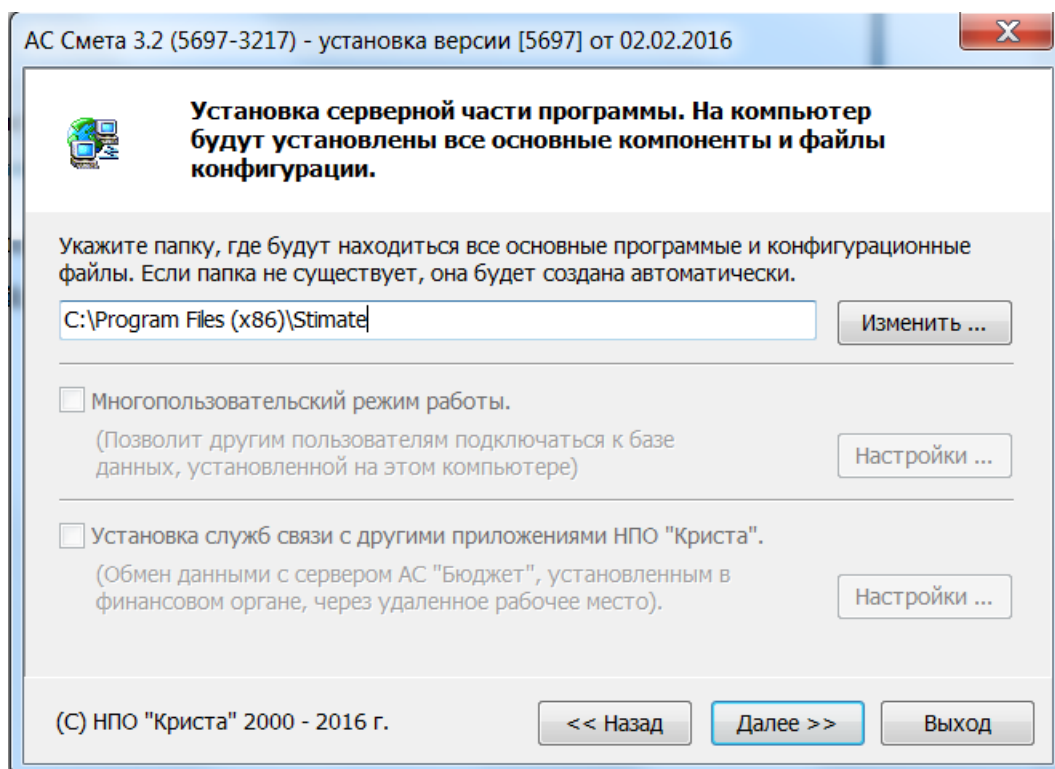 АС Смета 3.2 (5697-3217) - установка версии [5697] от 02.02.2016
Установка серверной части программы. На компьютер
будут установлены все основные компоненты и файлы
конфигурации.
Укажите папку, где будут находиться все основные программые и конфигурационные
файлы. Если папка не существует, она будет создана автоматически.
C:\Program Files (x86)\Stimate
Изменить ...
Многопользовательский режим работы.
(Позволит другим пользователям подключаться к базе
данных, установленной на этом компьютере)
Настройки ...
Установка служб связи с другими приложениями НПО "Криста".
(Обмен данными с сервером АС "Бюджет", установленным в
финансовом органе, через удаленное рабочее место).
Настройки ...
(C) НПО "Криста" 2000 - 2016 г.
<< Назад
Далее >>
Выход